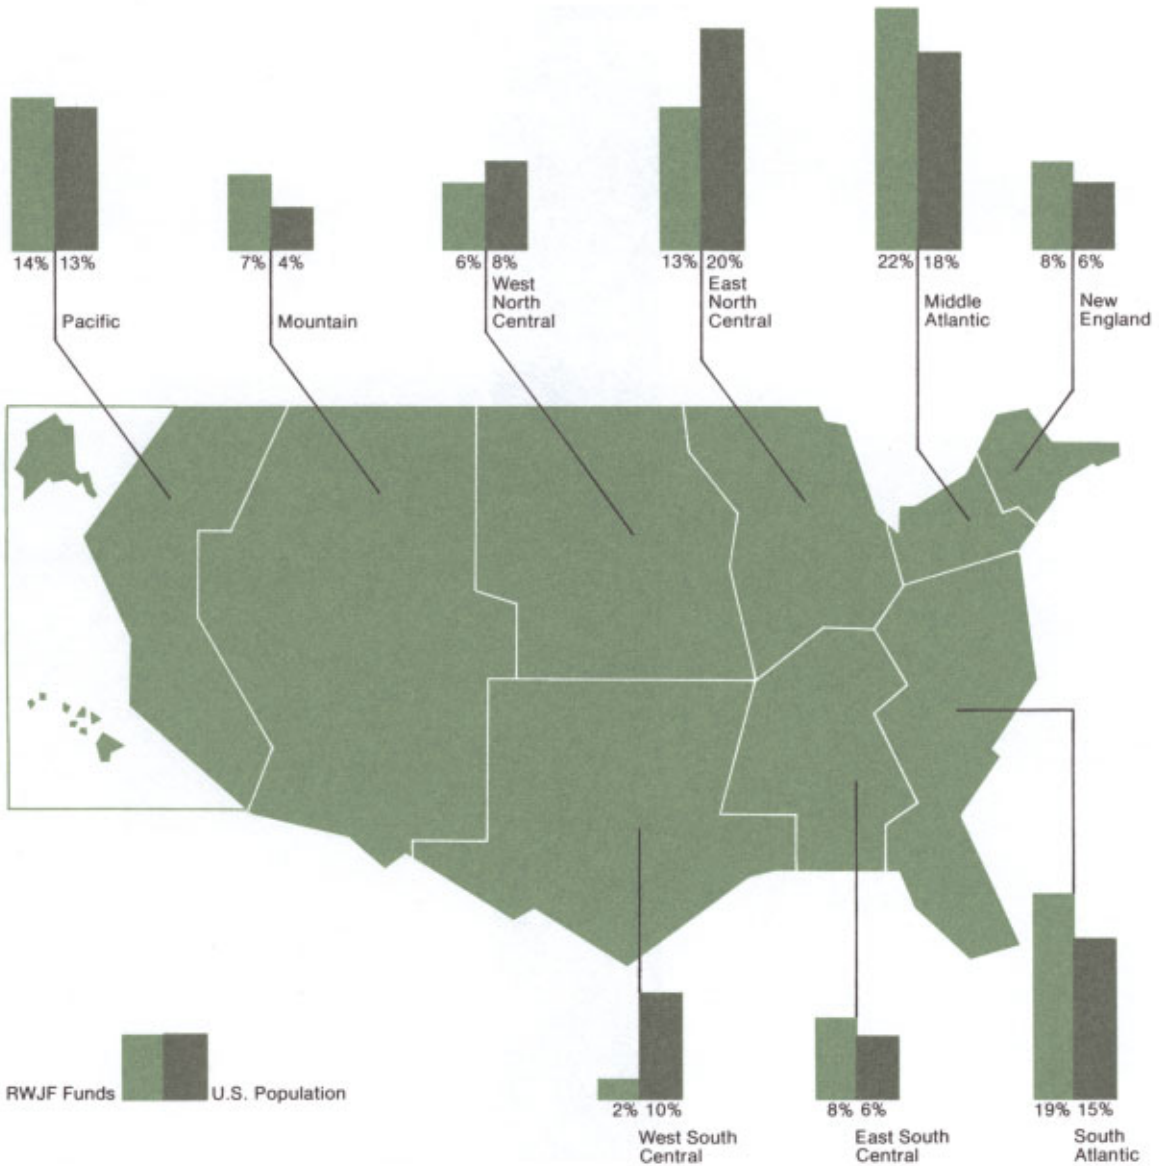 14% 13%
Pacific
7% 4%
Mountain
6% 8%
West
North
Central
13% 20%
East
North
Central
22% 18%
Middle
Atlantic
8% 6%
New
England
RWJF Funds
U.S. Population
2% 10%
West South
Central
8% 6%
East South
Central
19% 15%
South
Atlantic